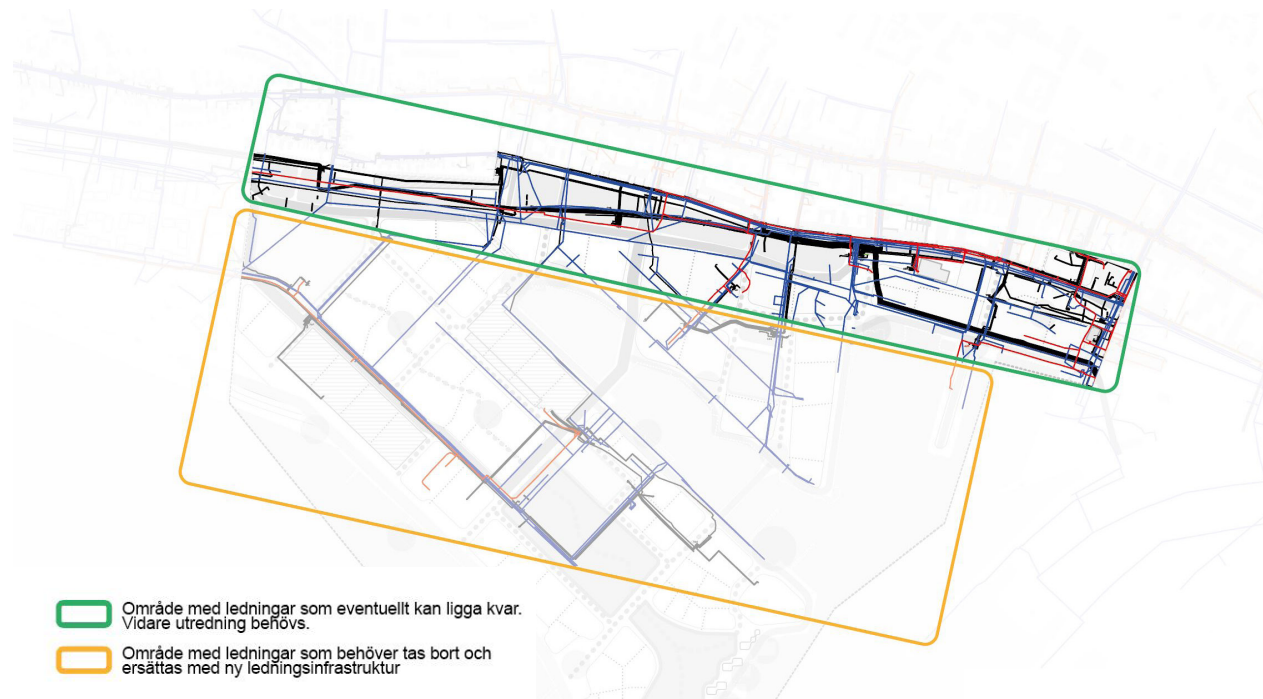 Område med ledningar som eventuellt kan ligga kvar.
Vidare utredning behövs.
Område med ledningar som behöver tas bort och
ersättas med ny ledningsinfrastruktur